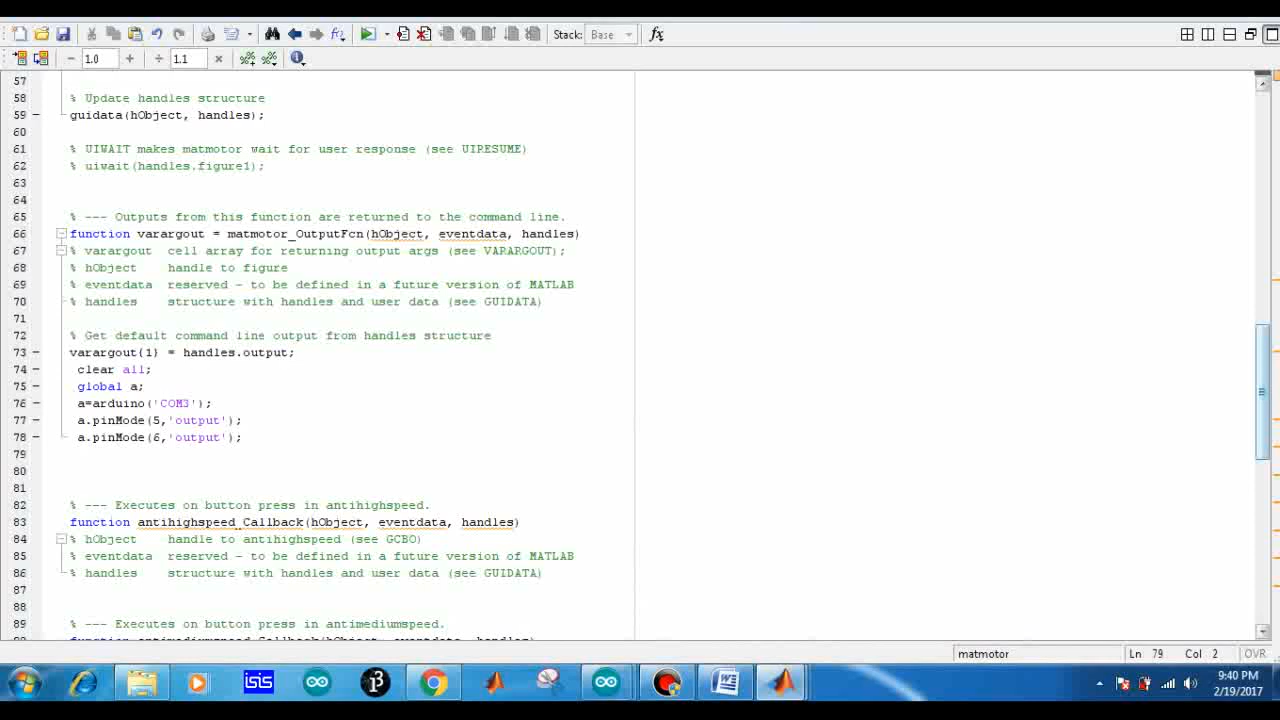 Stack: Base fx
1.0 1.1
57
58 % Update handles structure
59 – guidata(hObject, handles);
60
61 % UIWAIT makes matmotor wait for user response (see UIRESUME)
62 % uiwait(handles.figure1);
63
64
65 % --- Outputs from this function are returned to the command line.
66 function varargout = matmotor_OutputFcn(hObject, eventdata, handles)
67 % varargout cell array for returning output args (see VARARGOUT);
68 % hObject handle to figure
69 % eventdata reserved - to be defined in a future version of MATLAB
70 % handles structure with handles and user data (see GUIDATA)
71
72 % Get default command line output from handles structure
73 – varargout{1} = handles.output;
74 – clear all;
75 – global a;
76 – a=arduino('COM3');
77 – a.pinMode(5,'output');
78 – a.pinMode(6,'output');
79
80
81
82 % --- Executes on button press in antihighspeed.
83 function antihighspeed_Callback(hObject, eventdata, handles)
84 % hObject handle to antihighspeed (see GCBO)
85 % eventdata reserved - to be defined in a future version of MATLAB
86 % handles structure with handles and user data (see GUIDATA)
87
88
89 % --- Executes on button press in antimediumspeed.
matmotor Ln 79 Col 2 OVR
isis
9:40 PM
2/19/2017